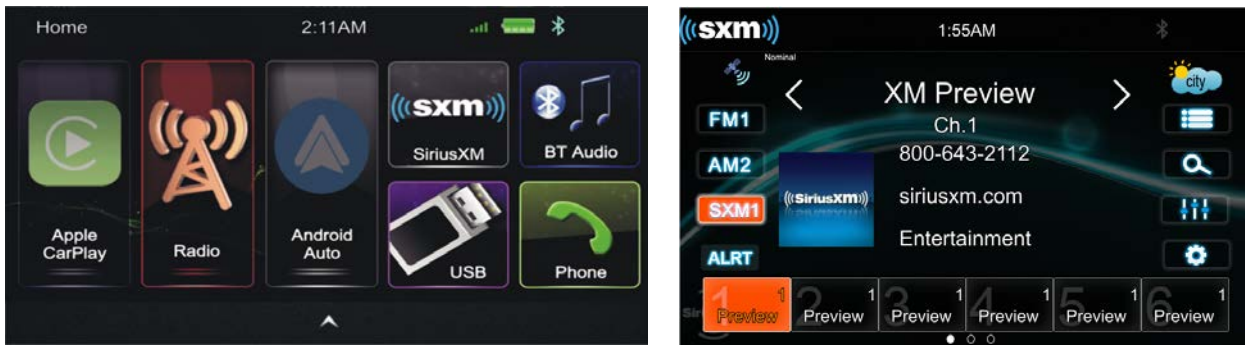 Home 2:11AM
((sxm))
SiriusXM
BT Audio
Apple
CarPlay
Radio
Android
Auto
USB
Phone
((sxm)) 1:55AM
Nominal
city
XM Preview
Ch.1
800-643-2112
siriusxm.com
Entertainment
FM1
AM2
SXM1
ALRT
((SiriusXM))
1 1 Preview
2 1 Preview
3 1 Preview
4 1 Preview
5 1 Preview
6 1 Preview